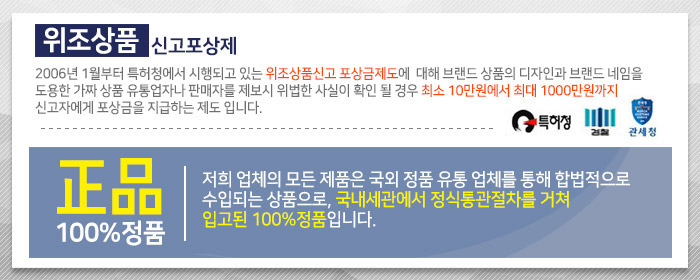 위조상품 신고포상제
2006년 1월부터 특허청에서 시행되고 있는 위조상품신고 포상금제도에 대해 브랜드 상품의 디자인과 브랜드 네임을
도용한 가짜 상품 유통업자나 판매자를 제보시 위법한 사실이 확인 될 경우 최소 10만원에서 최대 1000만원까지
신고자에게 포상금을 지급하는 제도 입니다.
특허청 검찰 관세청
正品
100%정품
저희 업체의 모든 제품은 국외 정품 유통 업체를 통해 합법적으로
수입되는 상품으로, 국내세관에서 정식통관절차를 거쳐
입고된 100%정품입니다.